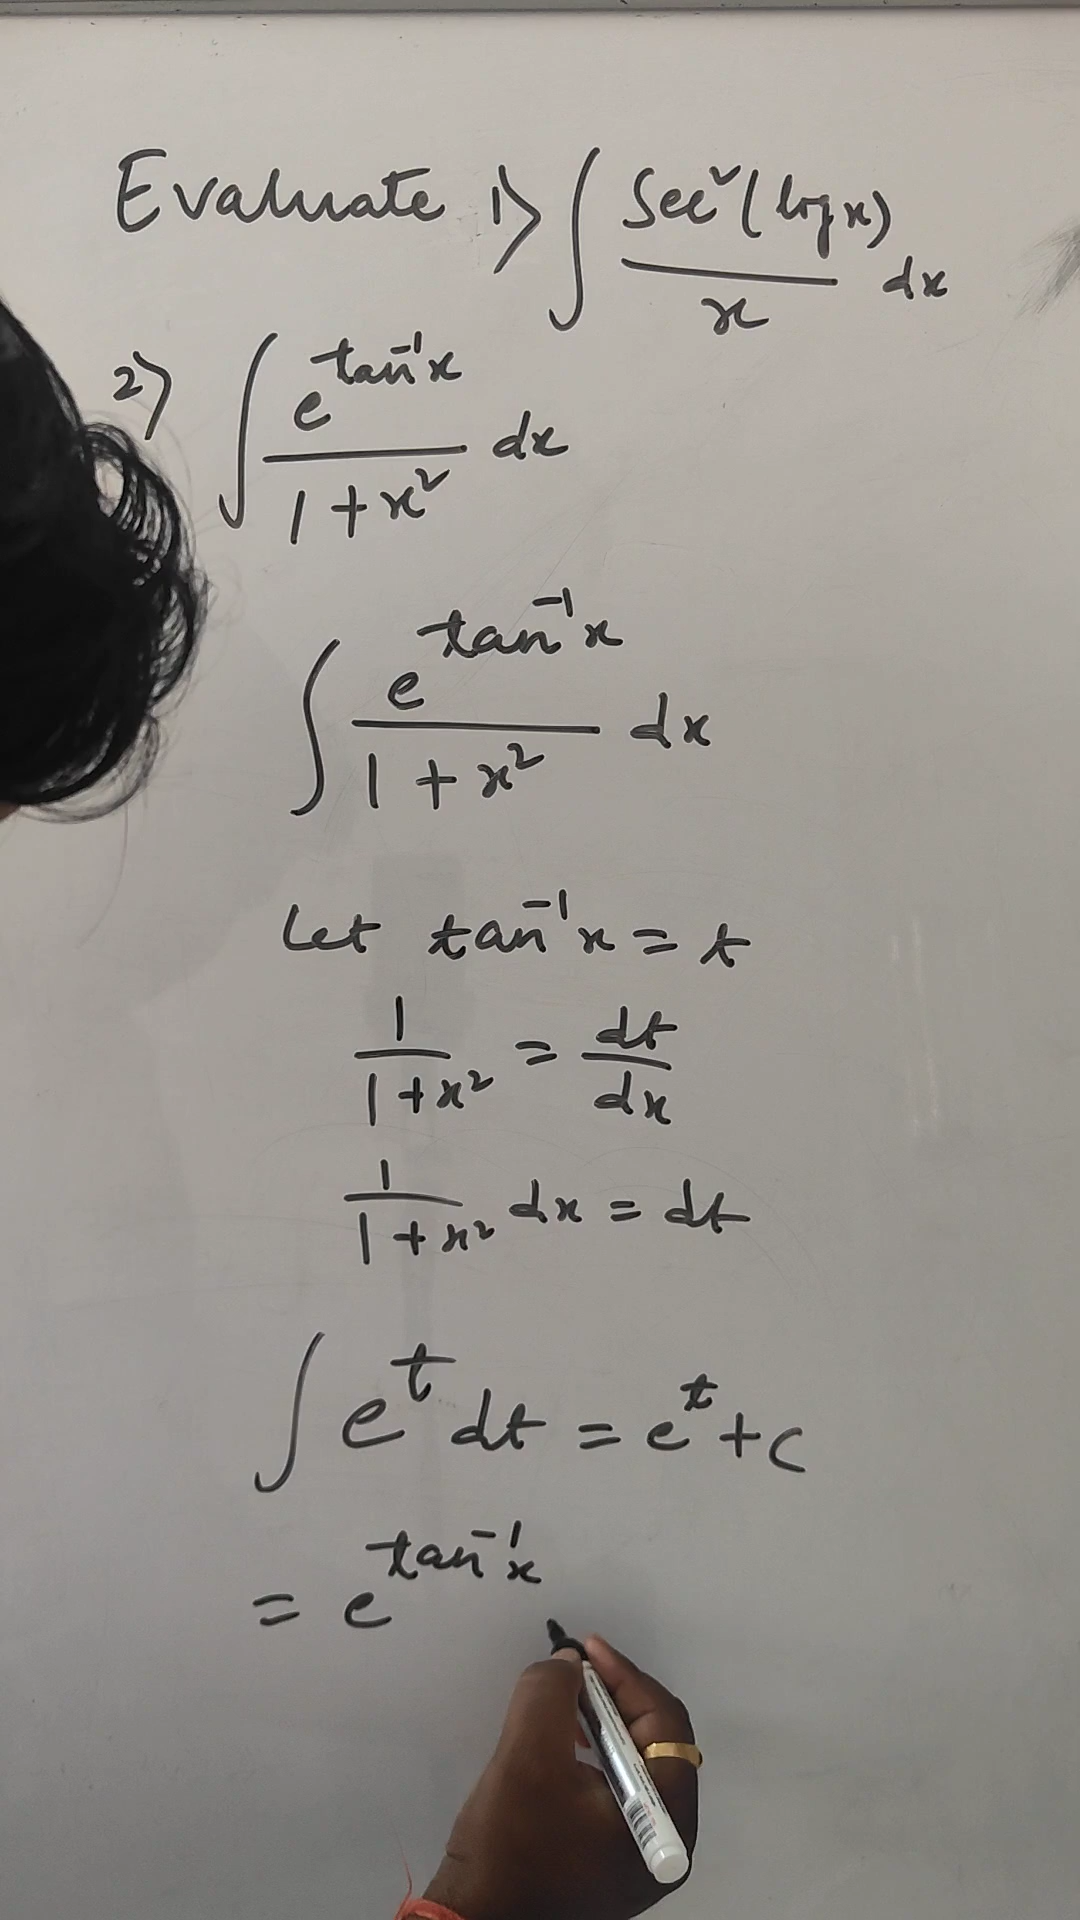 Evaluate 1) ∫ Sec²(log x)/x dx
2) ∫ e^(tan⁻¹x)/(1+x²) dx
∫ e^(tan⁻¹x)/(1+x²) dx
Let tan⁻¹x = t
1/(1+x²) = dt/dx
1/(1+x²) dx = dt
∫ e^t dt = e^t + c
= e^(tan⁻¹x)